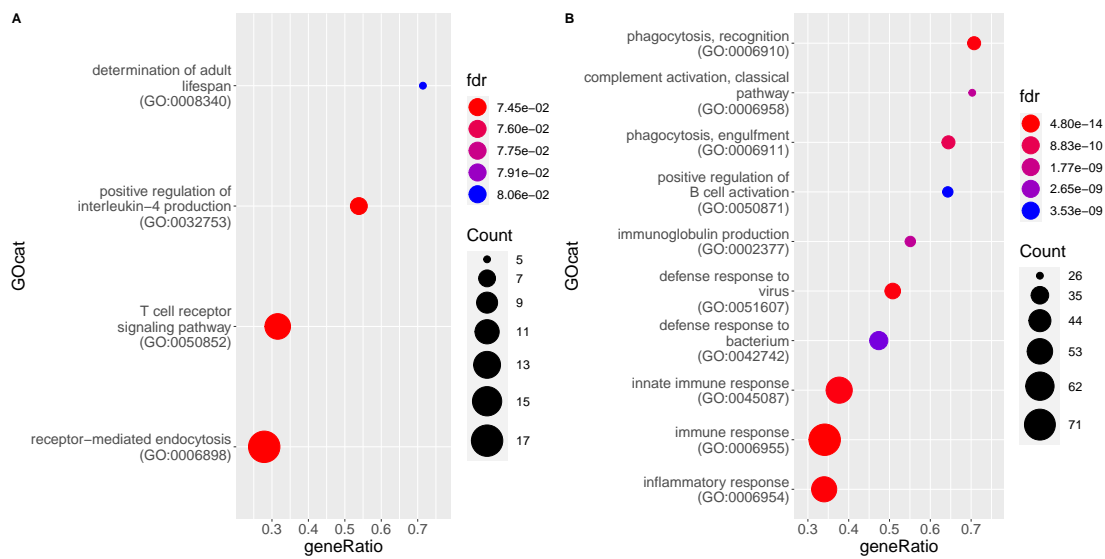 A
GOcat
determination of adult
lifespan
(GO:0008340)
positive regulation of
interleukin−4 production
(GO:0032753)
T cell receptor
signaling pathway
(GO:0050852)
receptor−mediated endocytosis
(GO:0006898)
0.3 0.4 0.5 0.6 0.7
geneRatio
fdr
7.45e−02
7.60e−02
7.75e−02
7.91e−02
8.06e−02
Count
5
7
9
11
13
15
17
B
GOcat
phagocytosis, recognition
(GO:0006910)
complement activation, classical
pathway
(GO:0006958)
phagocytosis, engulfment
(GO:0006911)
positive regulation of
B cell activation
(GO:0050871)
immunoglobulin production
(GO:0002377)
defense response to
virus
(GO:0051607)
defense response to
bacterium
(GO:0042742)
innate immune response
(GO:0045087)
immune response
(GO:0006955)
inflammatory response
(GO:0006954)
0.3 0.4 0.5 0.6 0.7
geneRatio
fdr
4.80e−14
8.83e−10
1.77e−09
2.65e−09
3.53e−09
Count
26
35
44
53
62
71